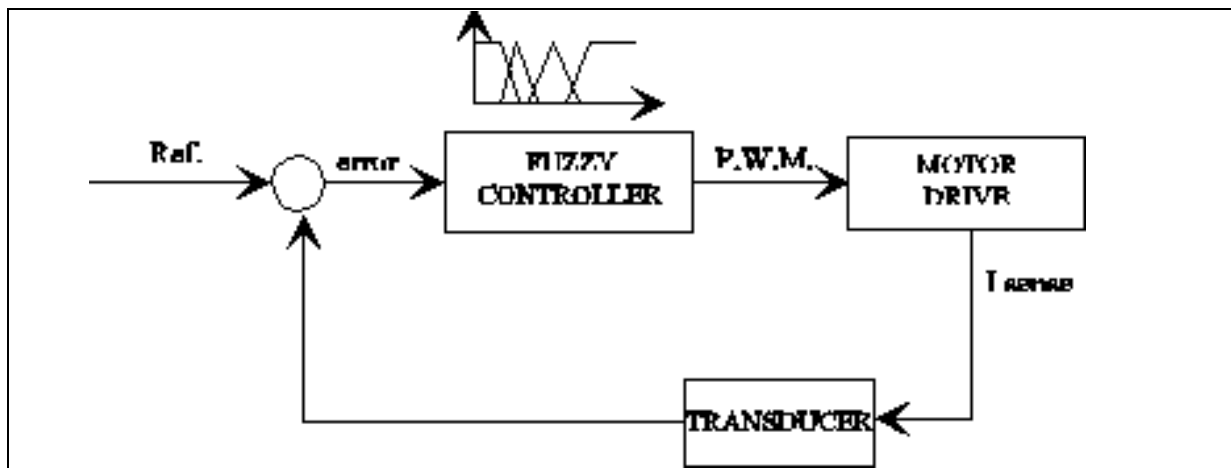 Ref.
error
FUZZY
CONTROLLER
P.W.M.
MOTOR
DRIVE
I sense
TRANSDUCER